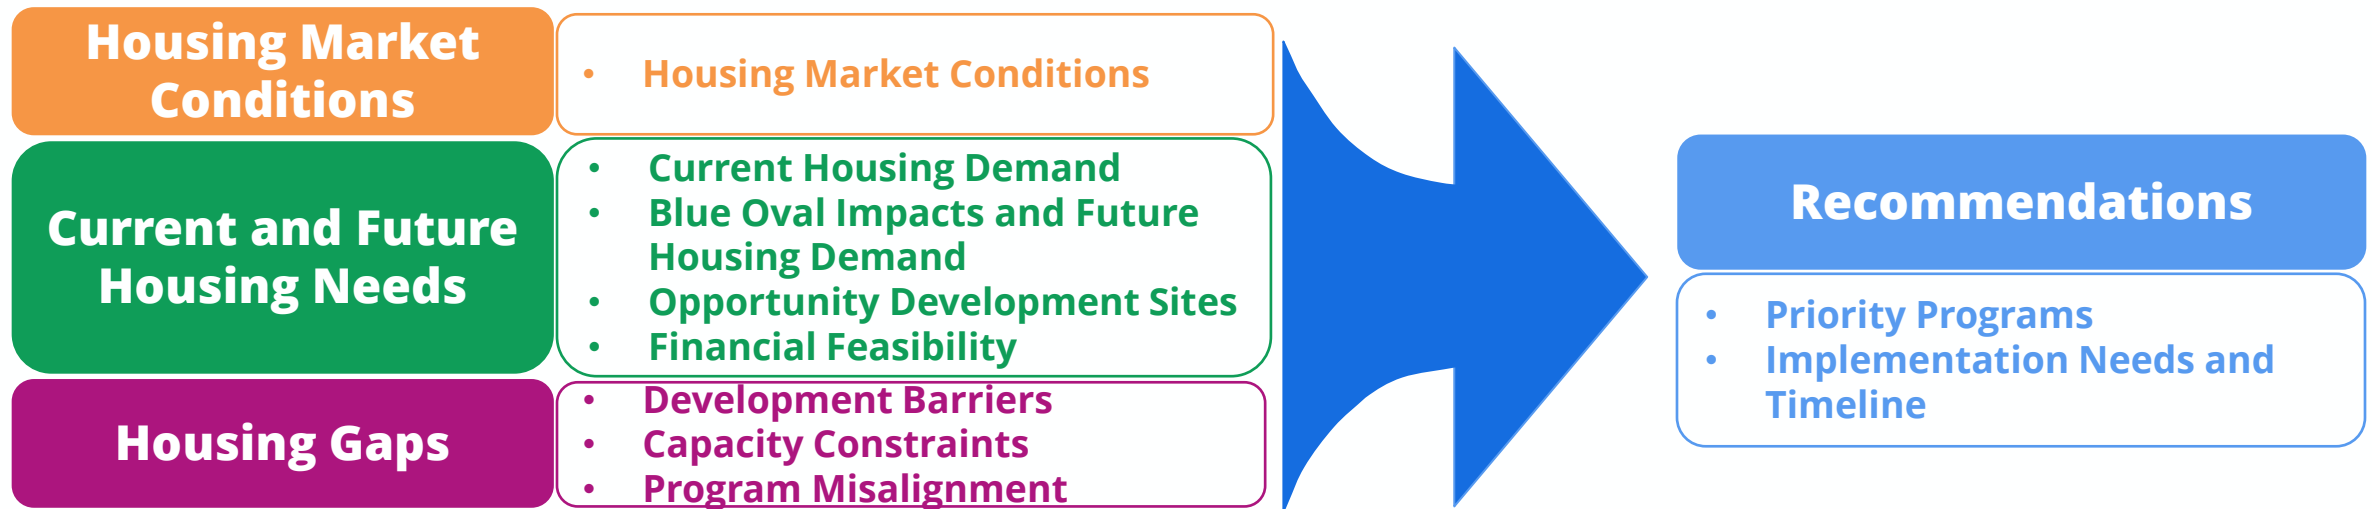 Housing Market
Conditions
• Housing Market Conditions
Current and Future
Housing Needs
• Current Housing Demand
• Blue Oval Impacts and Future
Housing Demand
• Opportunity Development Sites
• Financial Feasibility
Housing Gaps
• Development Barriers
• Capacity Constraints
• Program Misalignment
Recommendations
• Priority Programs
• Implementation Needs and
Timeline